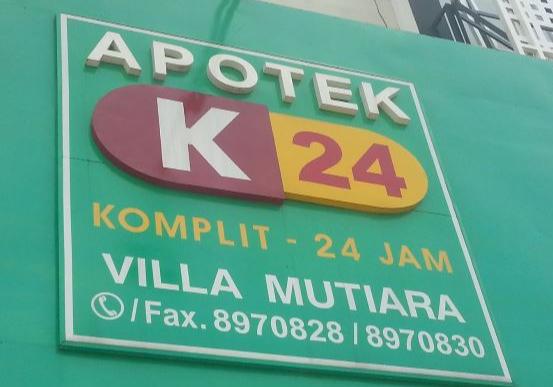 APOTEK
K 24
KOMPLIT - 24 JAM
VILLA MUTIARA
/Fax. 8970828 / 8970830